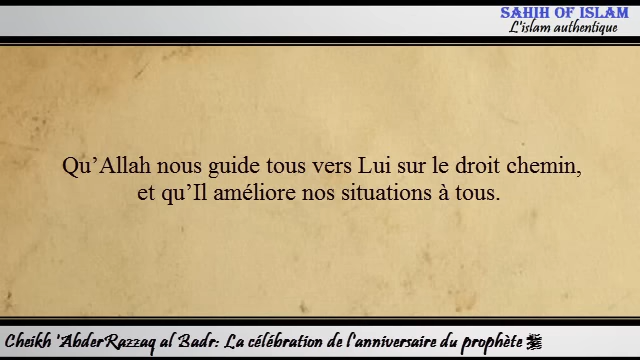 SAHIH OF ISLAM
L'islam authentique
Qu’Allah nous guide tous vers Lui sur le droit chemin,
et qu’Il améliore nos situations à tous.
Cheikh 'AbderRazzaq al Badr: La célébration de l'anniversaire du prophète ﷺ